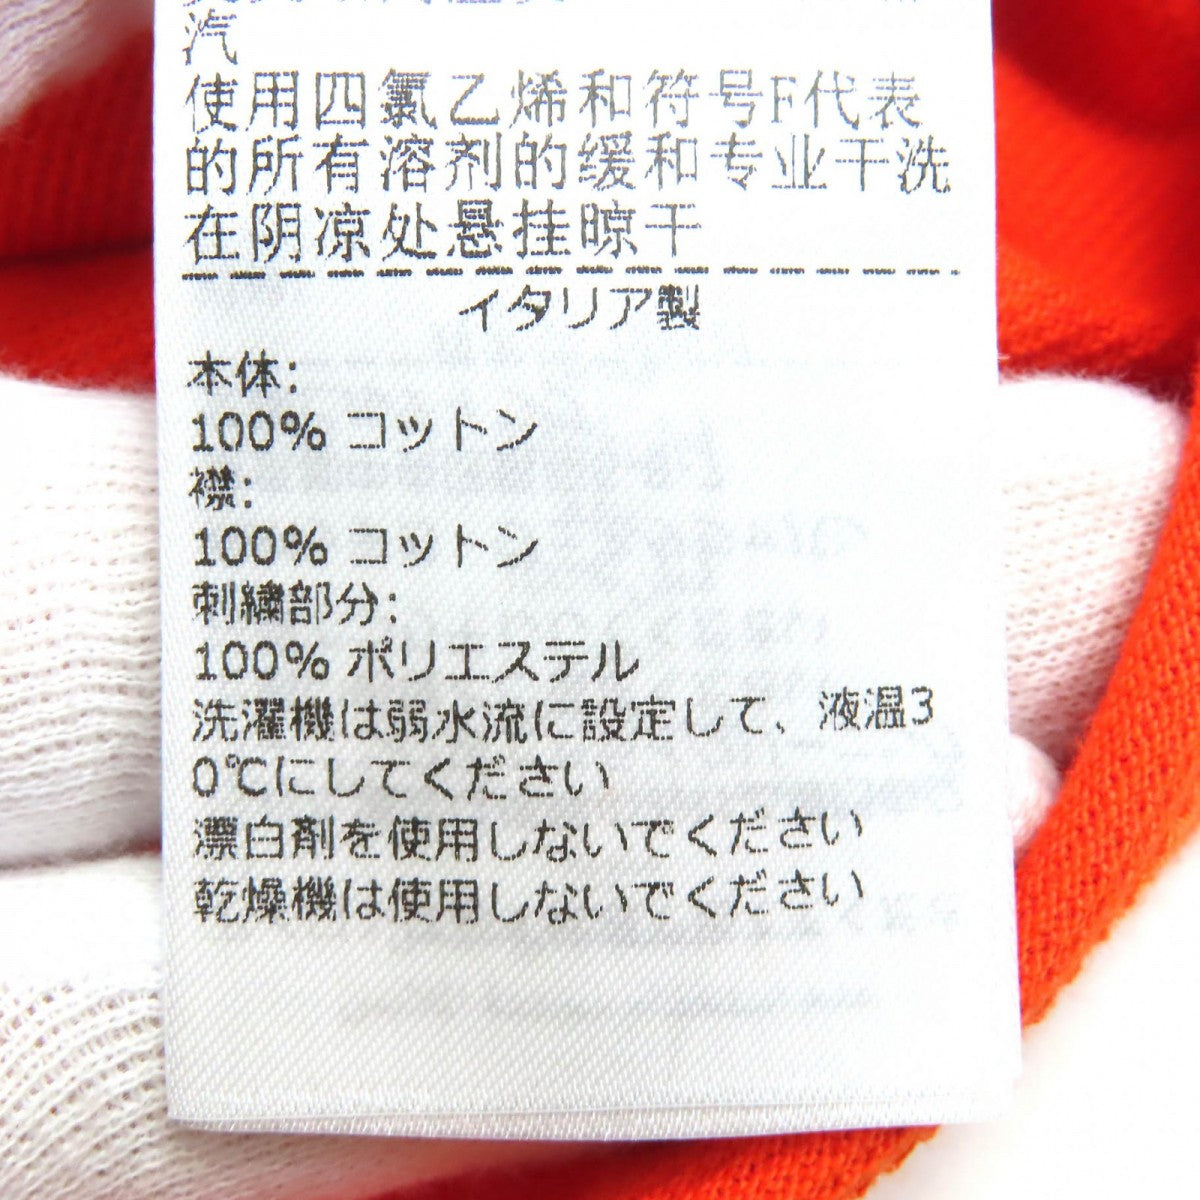 汽
使用四氯乙烯和符号F代表
的所有溶剂的缓和专业干洗
在阴凉处悬挂晾干
イタリア製
本体:
100% コットン
襟:
100% コットン
刺繍部分:
100% ポリエステル
洗濯機は弱水流に設定して、液温3
0℃にしてください
漂白剤を使用しないでください
乾燥機は使用しないでください